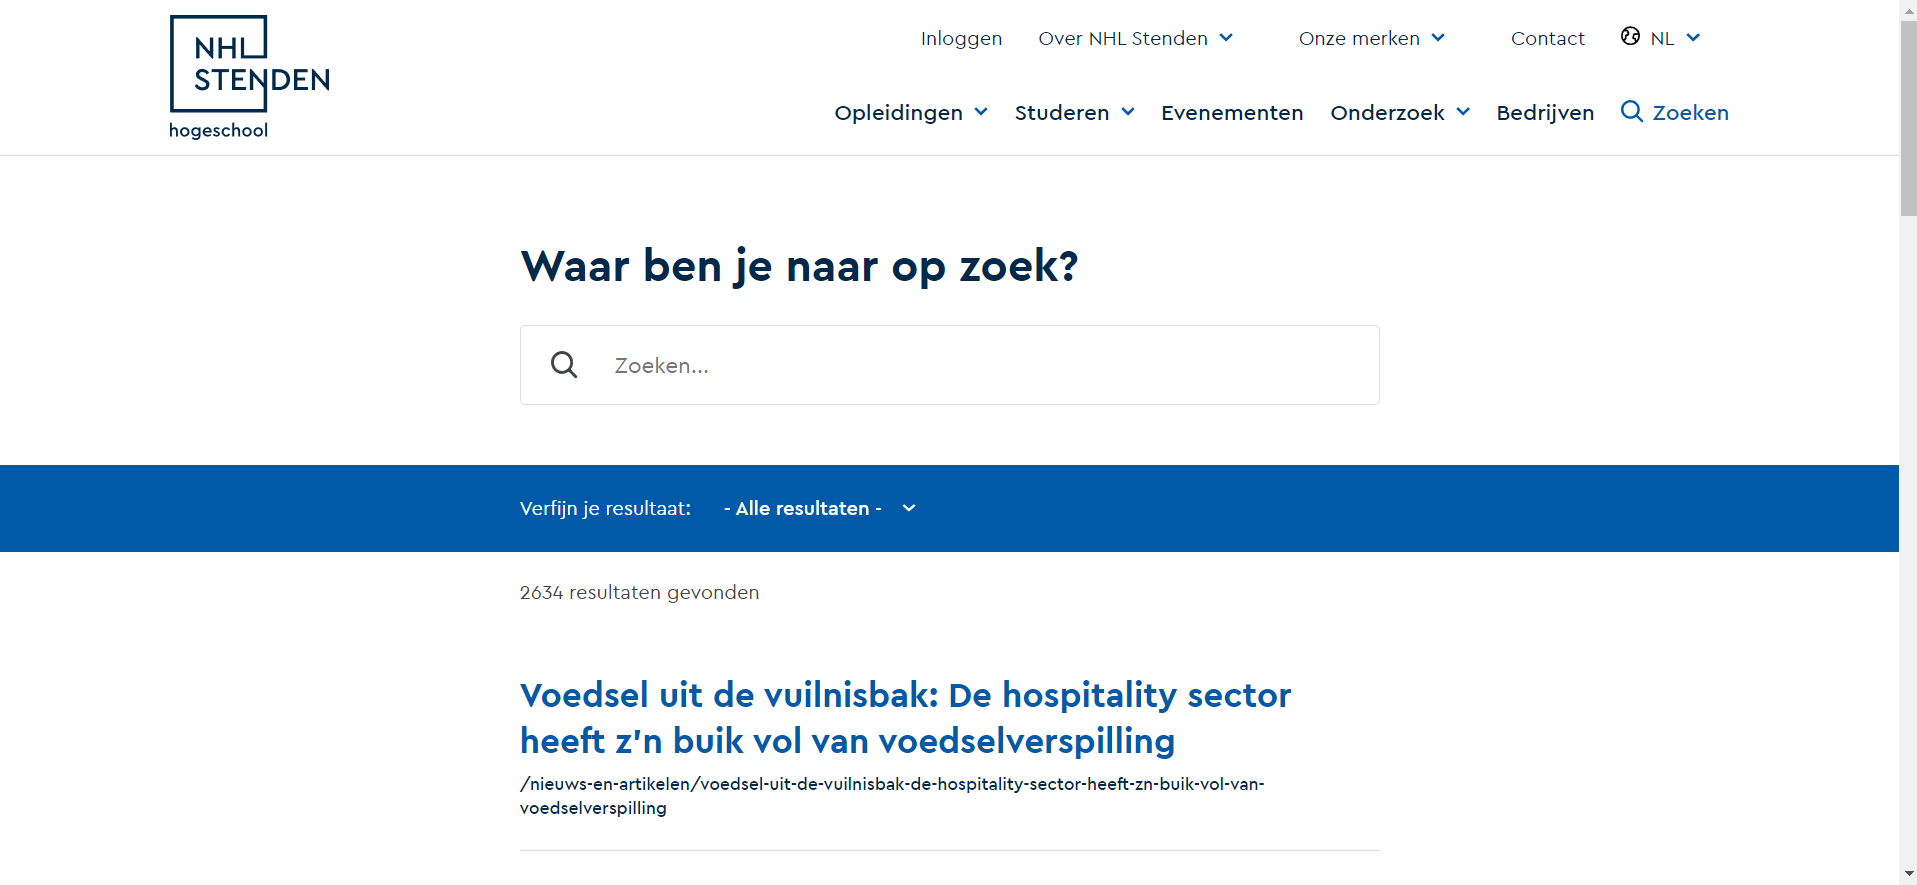 NHL
STENDEN
hogeschool
Inloggen Over NHL Stenden Onze merken Contact NL
Opleidingen Studeren Evenementen Onderzoek Bedrijven Zoeken
Waar ben je naar op zoek?
Zoeken...
Verfijn je resultaat: - Alle resultaten -
2634 resultaten gevonden
Voedsel uit de vuilnisbak: De hospitality sector
heeft z'n buik vol van voedselverspilling
/nieuws-en-artikelen/voedsel-uit-de-vuilnisbak-de-hospitality-sector-heeft-zn-buik-vol-van-
voedselverspilling